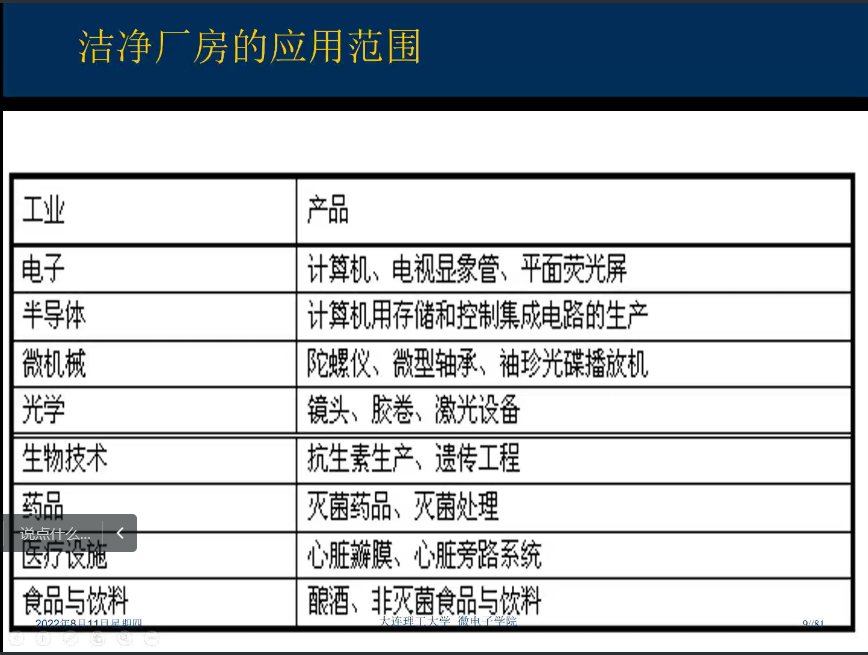 洁净厂房的应用范围
工业 产品
电子 计算机、电视显象管、平面荧光屏
半导体 计算机用存储和控制集成电路的生产
微机械 陀螺仪、微型轴承、袖珍光碟播放机
光学 镜头、胶卷、激光设备
生物技术 抗生素生产、遗传工程
药品 灭菌药品、灭菌处理
说点什么...
医疗设施 心脏瓣膜、心脏旁路系统
食品与饮料 酿酒、非灭菌食品与饮料
2022年8月11日星期四 大连理工大学 微电子学院 9//81